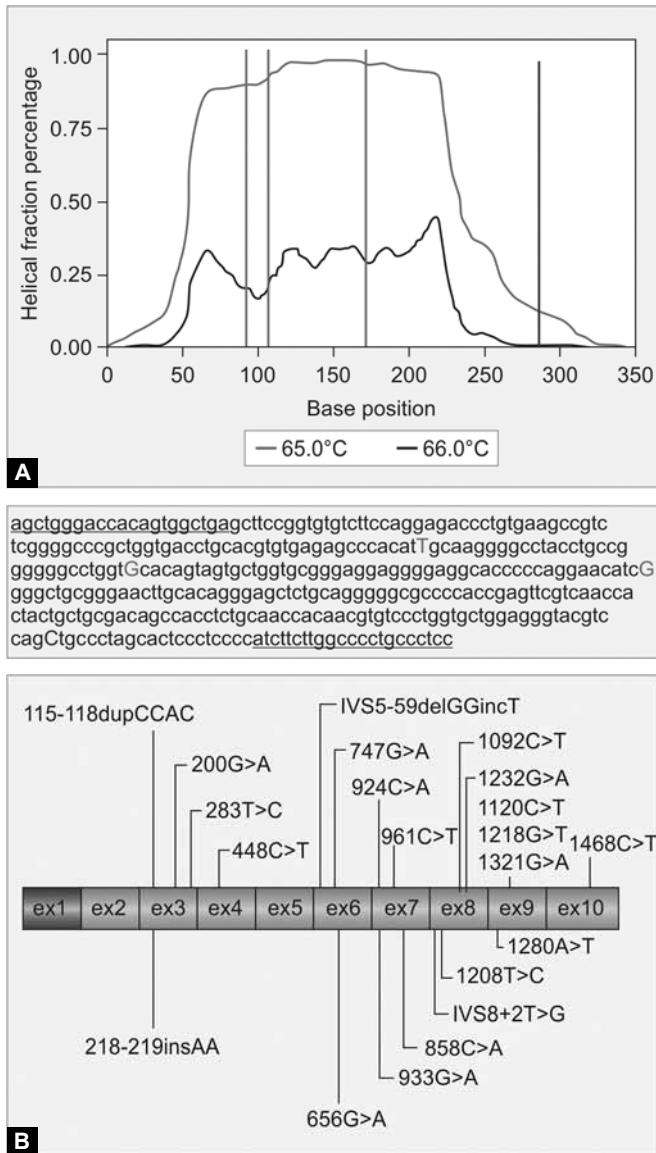 1.00
0.75
0.50
0.25
0.00
Helical fraction percentage
0 50 100 150 200 250 300 350
Base position
65.0°C 66.0°C
A
agctgggaccacagtggctgagcttccggtgtgtcttccaggagaccctgtgaagccgtc
tcggggcccgctggtgacctgcacgtgtgagagcccacatTgcaaggggcctacctgccg
gggggcctggtGcacagtagtgctggtgcgggaggaggggaggcacccccaggaacatcG
gggctgcgggaacttgcacagggagctctgcagggggcgccccaccgagttcgtcaacca
ctactgctgcgacagccacctctgcaaccacaacgtgtccctggtgctggagggtacgtc
cagCtgccctagcactccctccccatcttcttggcccctgccctcc
115-118dupCCAC
IVS5-59delGGincT
200G>A
747G>A
1092C>T
283T>C
924C>A
1232G>A
448C>T
961C>T
1120C>T
1218G>T
1321G>A
1468C>T
ex1 ex2 ex3 ex4 ex5 ex6 ex7 ex8 ex9 ex10
1280A>T
1208T>C
IVS8+2T>G
218-219insAA
858C>A
933G>A
656G>A
B